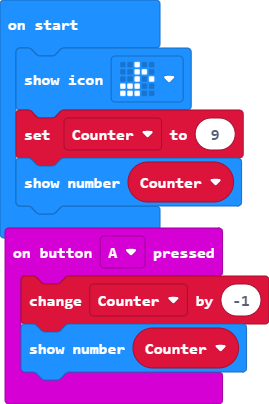 on start
show icon
set Counter to 9
show number Counter
on button A pressed
change Counter by -1
show number Counter